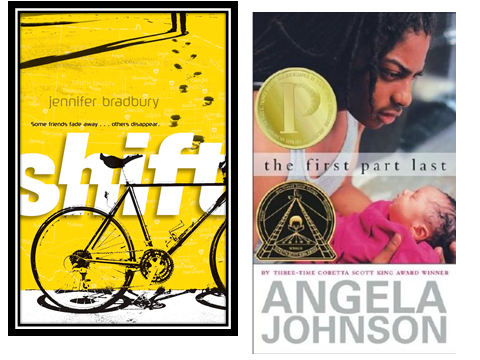 jennifer bradbury
Some friends fade away . . . others disappear.
shift
P
the first part last
BY THREE-TIME CORETTA SCOTT KING AWARD WINNER
ANGELA
JOHNSON